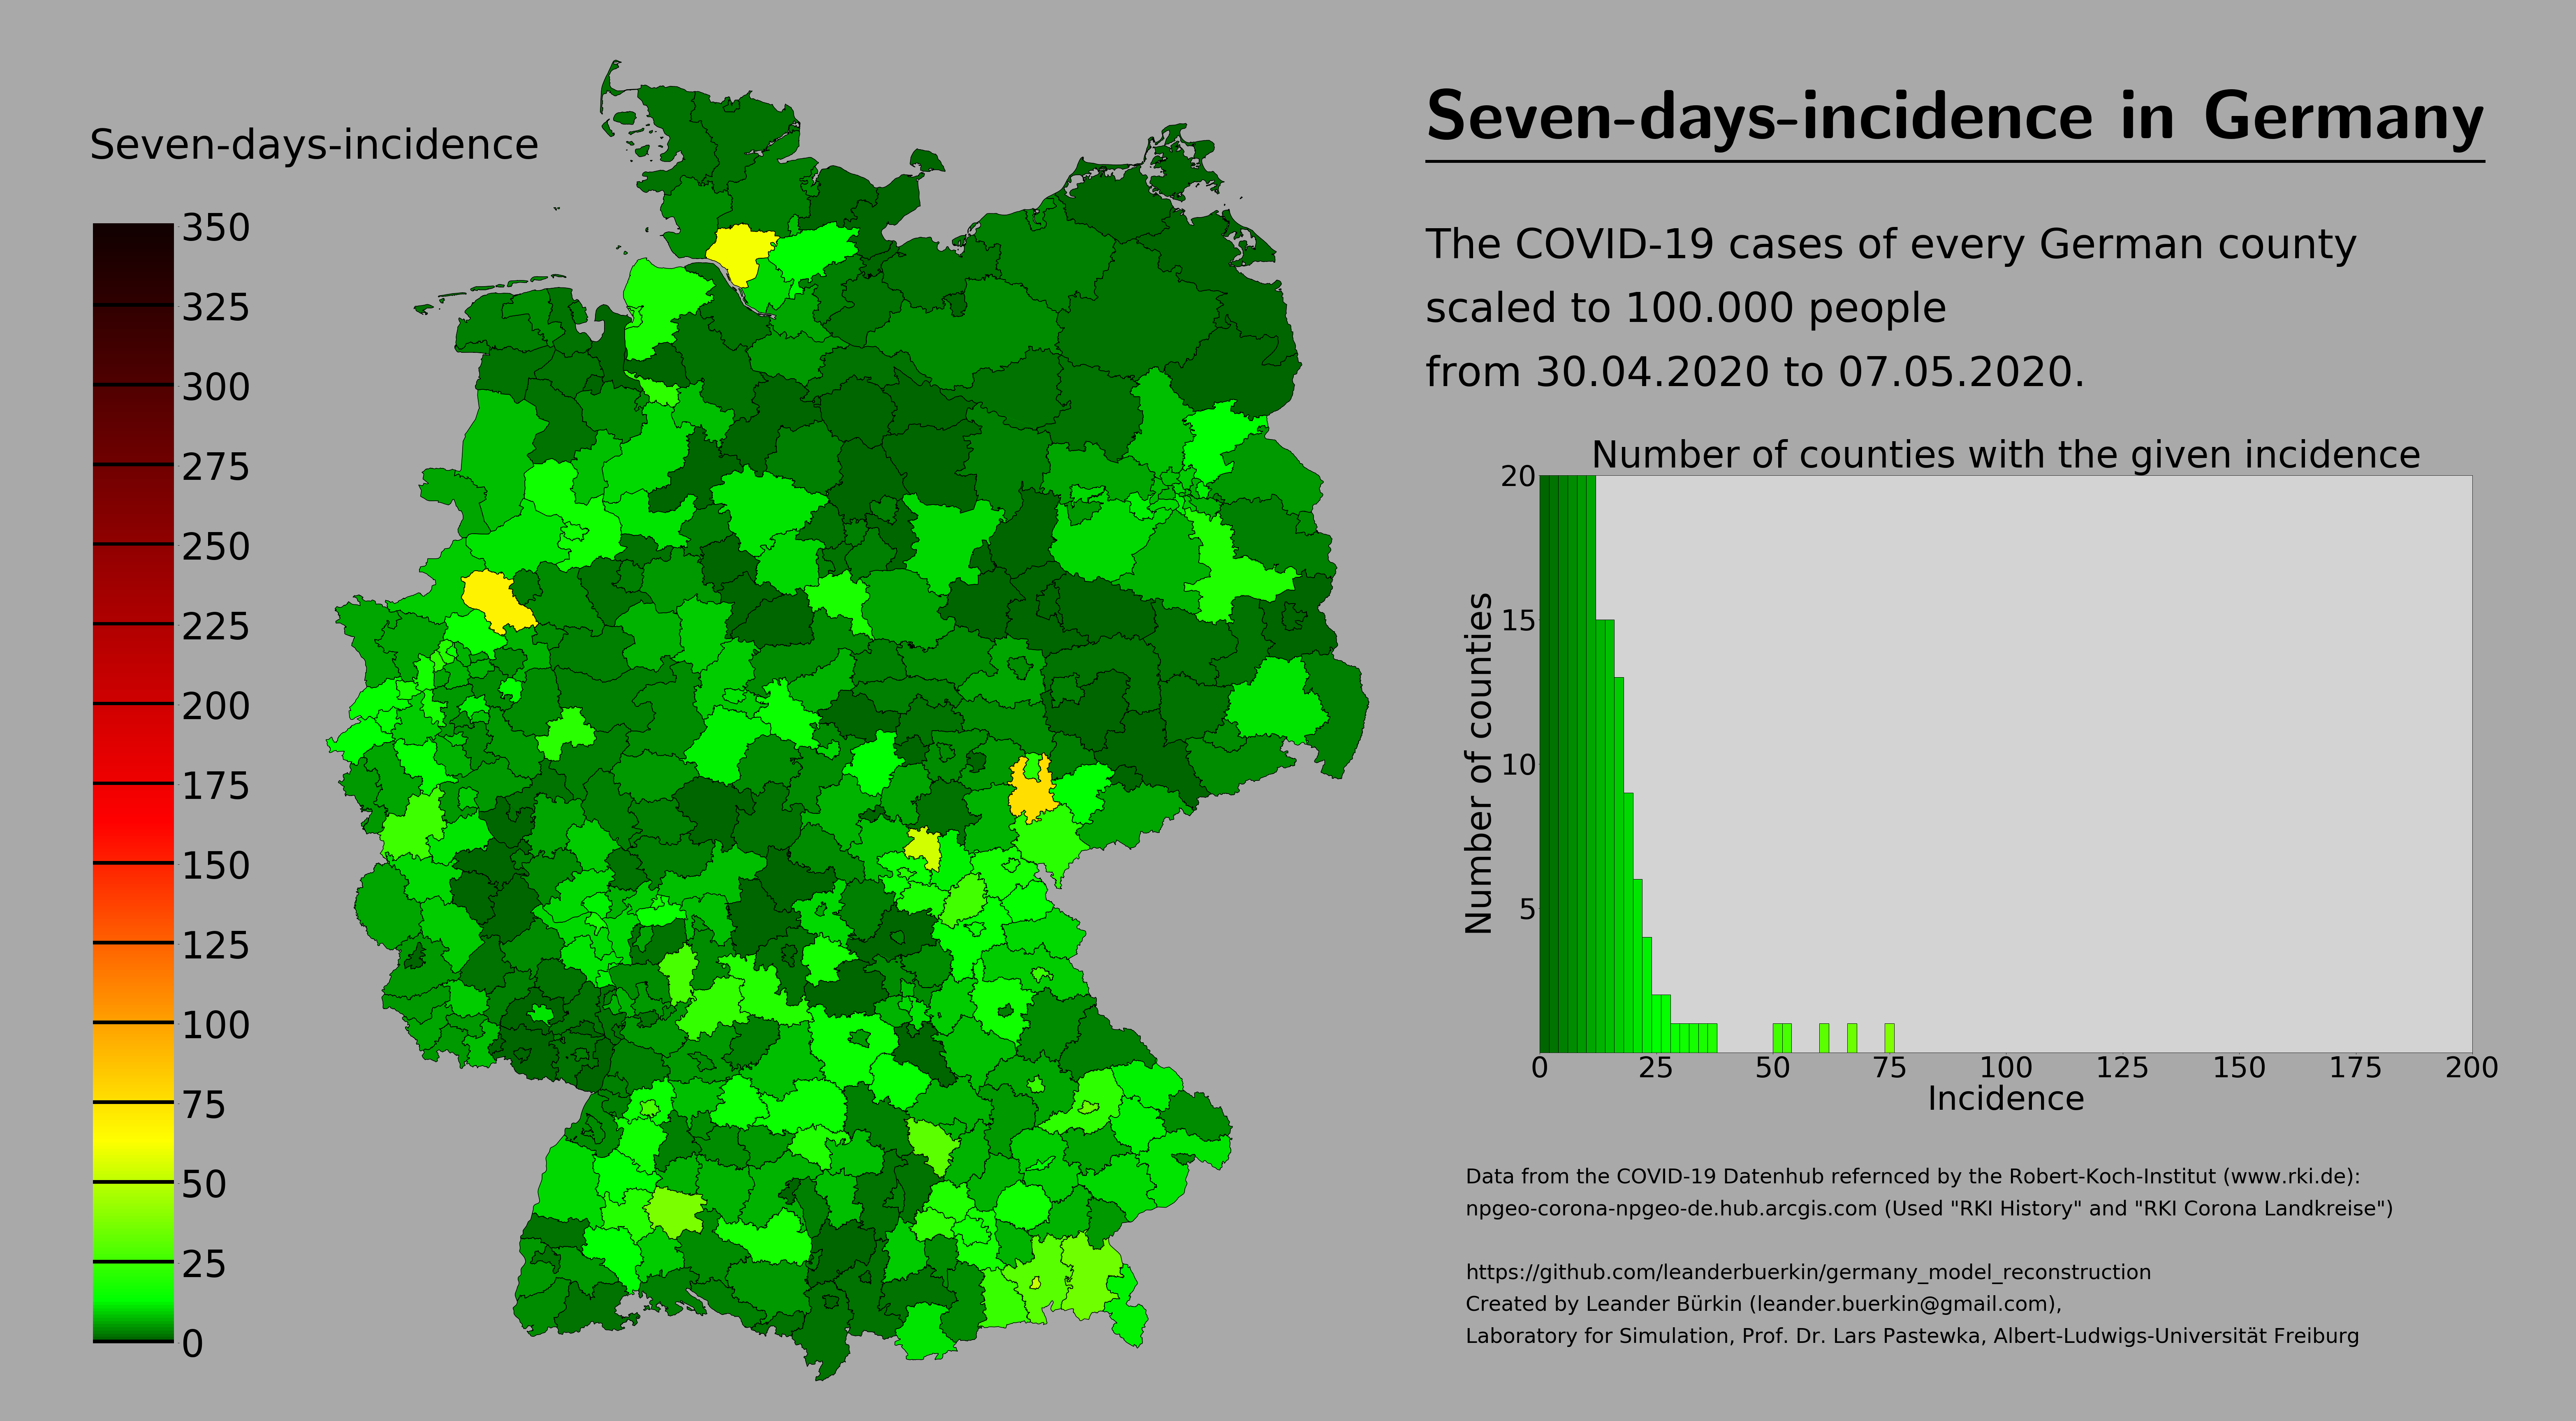 Seven-days-incidence in Germany
Seven-days-incidence
350
325
300
275
250
225
200
175
150
125
100
75
50
25
0
The COVID-19 cases of every German county
scaled to 100.000 people
from 30.04.2020 to 07.05.2020.
Number of counties with the given incidence
Number of counties
20
15
10
5
0 25 50 75 100 125 150 175 200
Incidence
Data from the COVID-19 Datenhub refernced by the Robert-Koch-Institut (www.rki.de):
npgeo-corona-npgeo-de.hub.arcgis.com (Used "RKI History" and "RKI Corona Landkreise")
https://github.com/leanderbuerkin/germany_model_reconstruction
Created by Leander Bürkin (leander.buerkin@gmail.com),
Laboratory for Simulation, Prof. Dr. Lars Pastewka, Albert-Ludwigs-Universität Freiburg